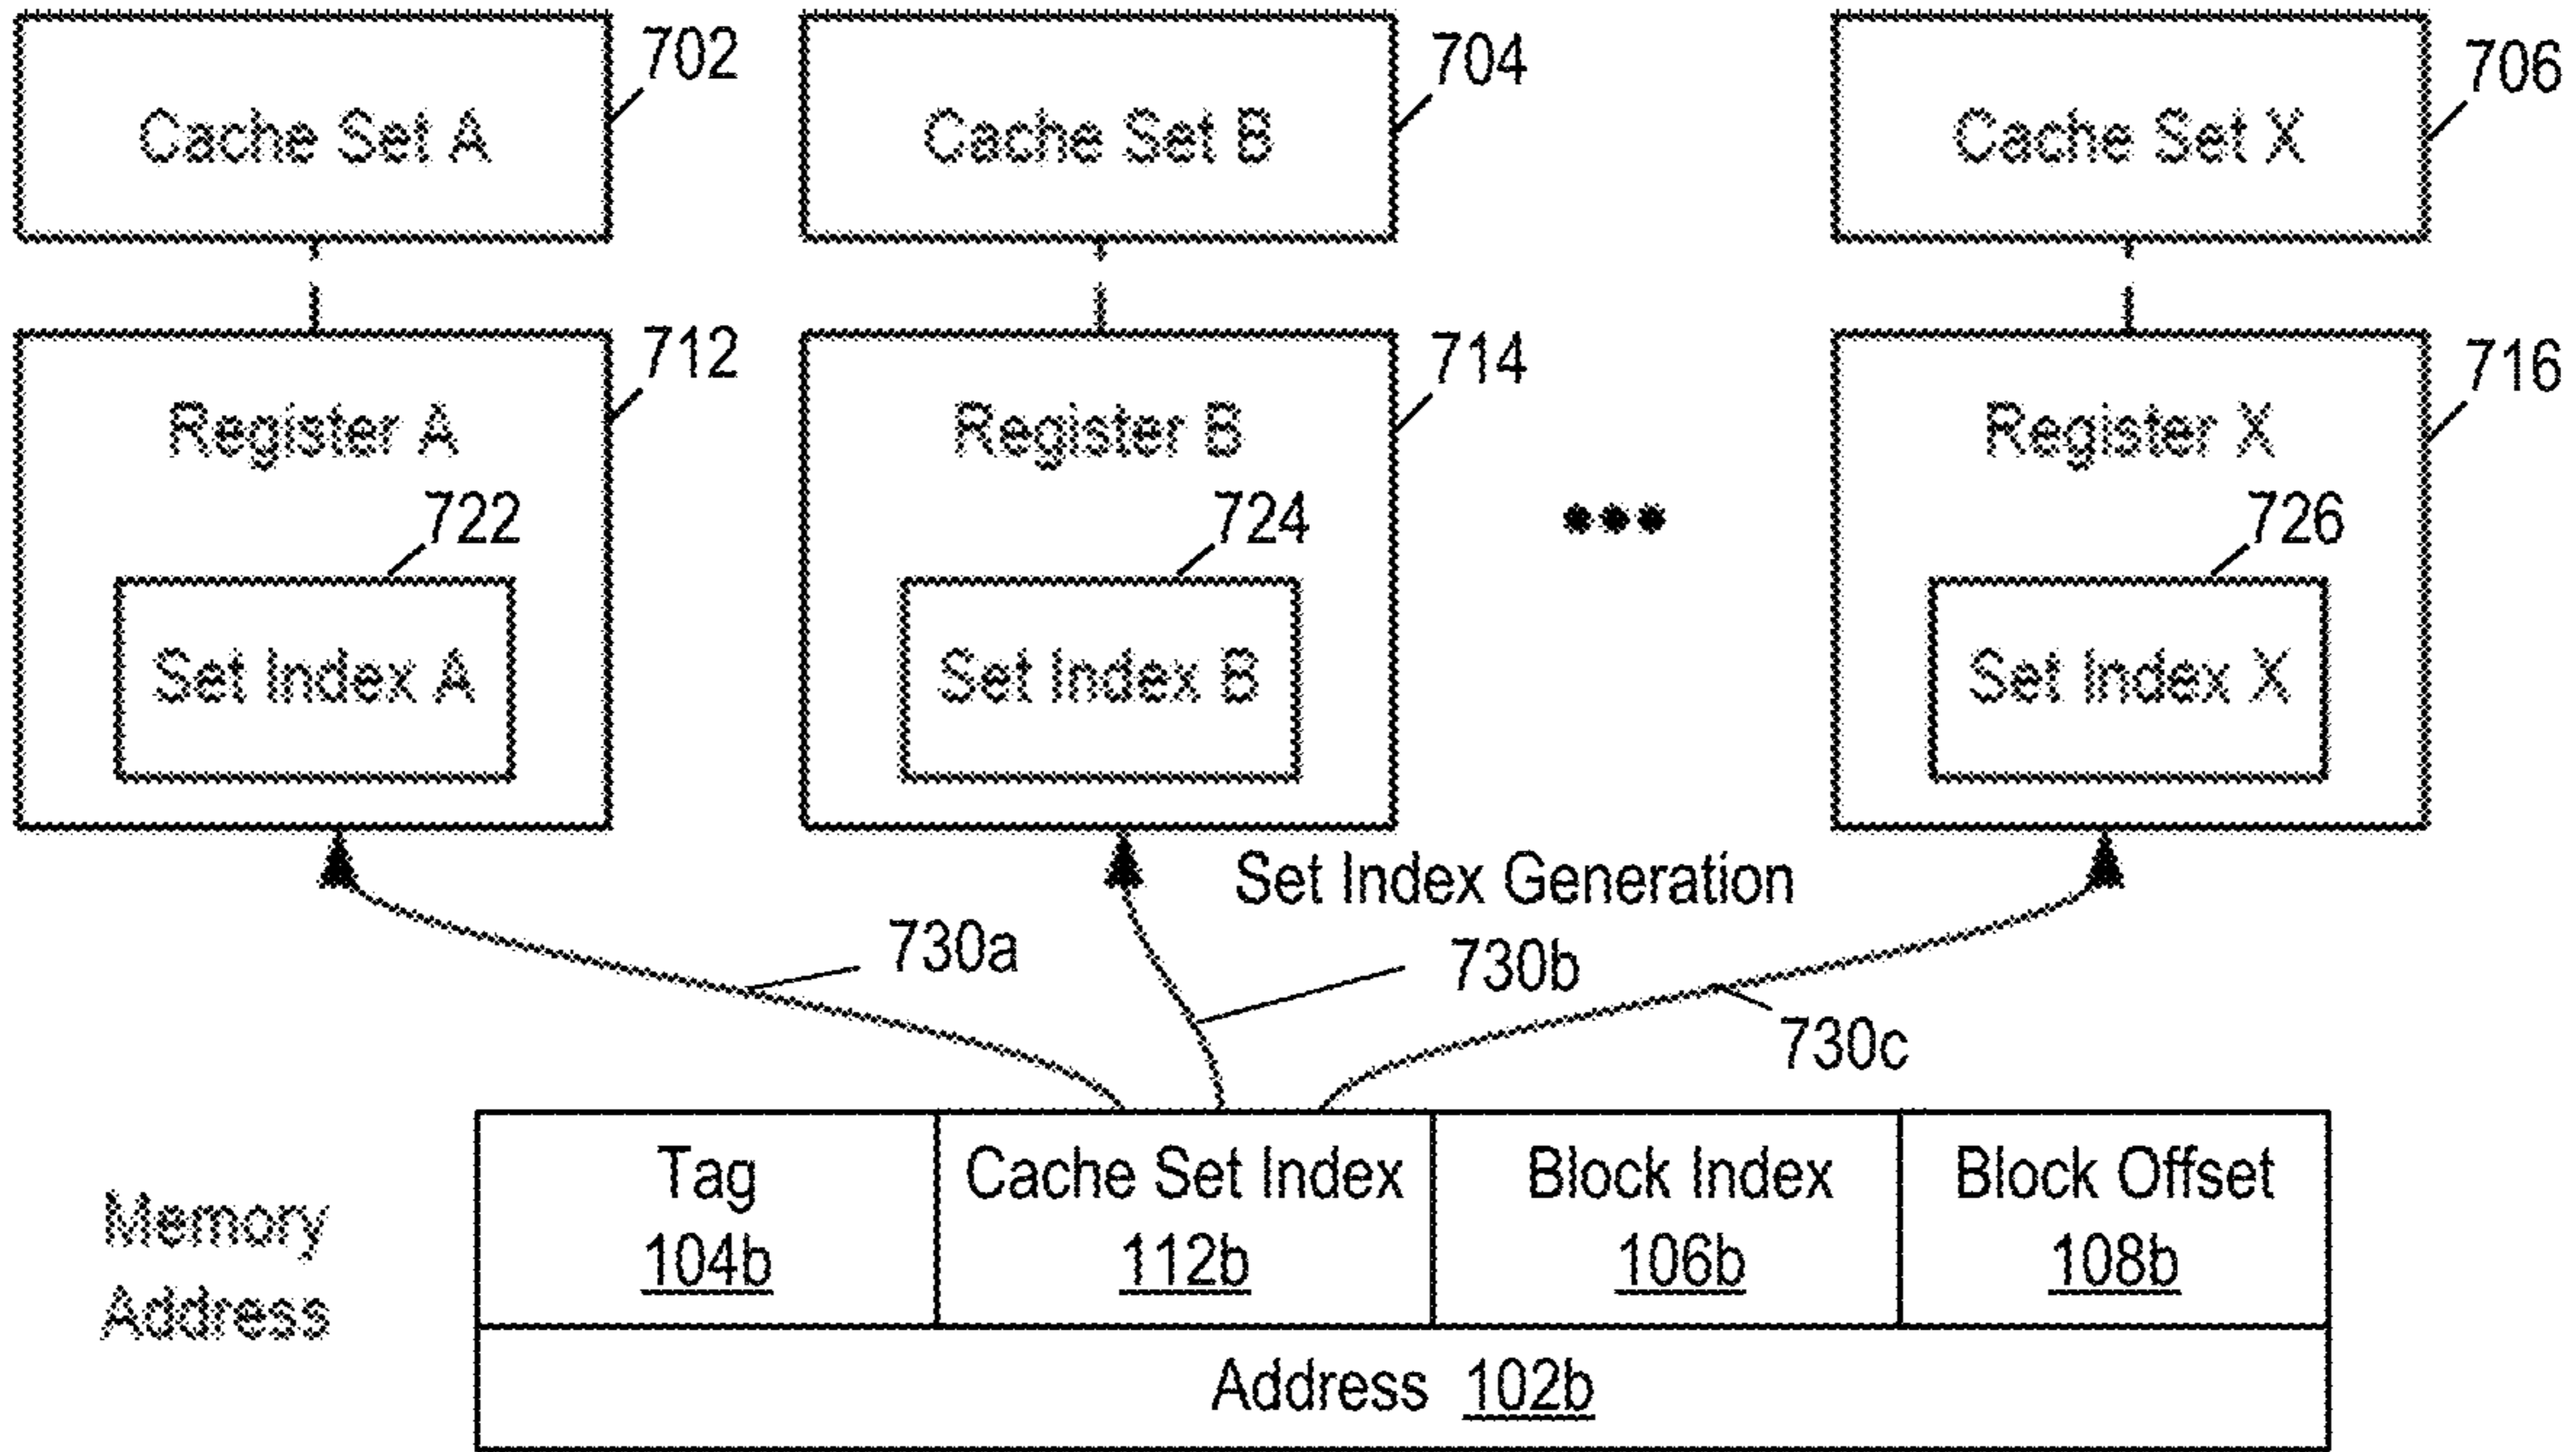 702
704
706
Cache Set A
Cache Set B
Cache Set X
712
714
716
Register A
Register B
Register X
722
724
726
Set Index A
Set Index B
Set Index X
Set Index Generation
730a
730b
730c
Memory
Address
Tag
104b
Cache Set Index
112b
Block Index
106b
Block Offset
108b
Address 102b